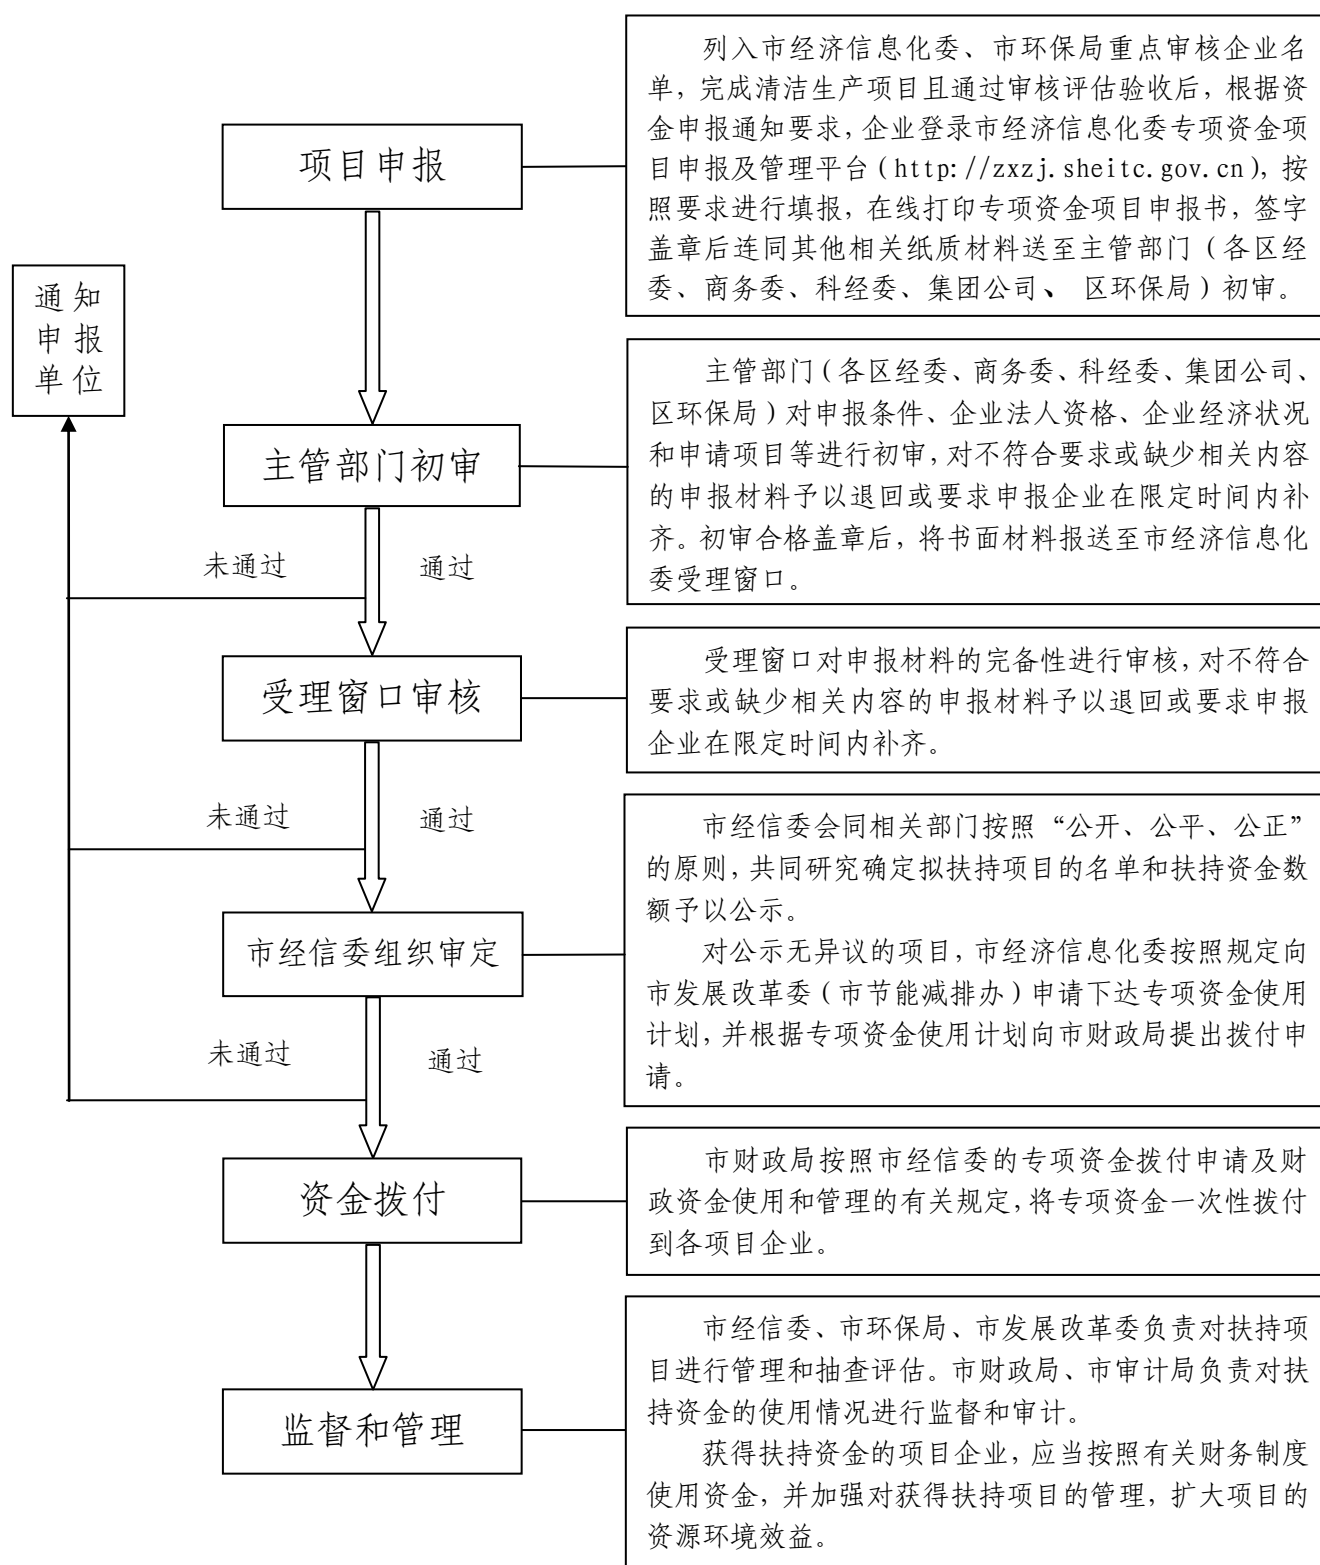 列入市经济信息化委、市环保局重点审核企业名
单，完成清洁生产项目且通过审核评估验收后，根据资
金申报通知要求，企业登录市经济信息化委专项资金项
目申报及管理平台（http://zxzj.sheitc.gov.cn），按
照要求进行填报，在线打印专项资金项目申报书，签字
盖章后连同其他相关纸质材料送至主管部门（各区经
委、商务委、科经委、集团公司、 区环保局）初审。
项目申报
通知
申报
单位
主管部门（各区经委、商务委、科经委、集团公司、
区环保局）对申报条件、企业法人资格、企业经济状况
和申请项目等进行初审，对不符合要求或缺少相关内容
的申报材料予以退回或要求申报企业在限定时间内补
齐。初审合格盖章后，将书面材料报送至市经济信息化
委受理窗口。
主管部门初审
未通过
通过
受理窗口对申报材料的完备性进行审核，对不符合
要求或缺少相关内容的申报材料予以退回或要求申报
企业在限定时间内补齐。
受理窗口审核
未通过
通过
市经信委会同相关部门按照“公开、公平、公正”
的原则，共同研究确定拟扶持项目的名单和扶持资金数
额予以公示。
对公示无异议的项目，市经济信息化委按照规定向
市发展改革委（市节能减排办）申请下达专项资金使用
计划，并根据专项资金使用计划向市财政局提出拨付申
请。
市经信委组织审定
未通过
通过
市财政局按照市经信委的专项资金拨付申请及财
政资金使用和管理的有关规定，将专项资金一次性拨付
到各项目企业。
资金拨付
市经信委、市环保局、市发展改革委负责对扶持项
目进行管理和抽查评估。市财政局、市审计局负责对扶
持资金的使用情况进行监督和审计。
获得扶持资金的项目企业，应当按照有关财务制度
使用资金，并加强对获得扶持项目的管理，扩大项目的
资源环境效益。
监督和管理